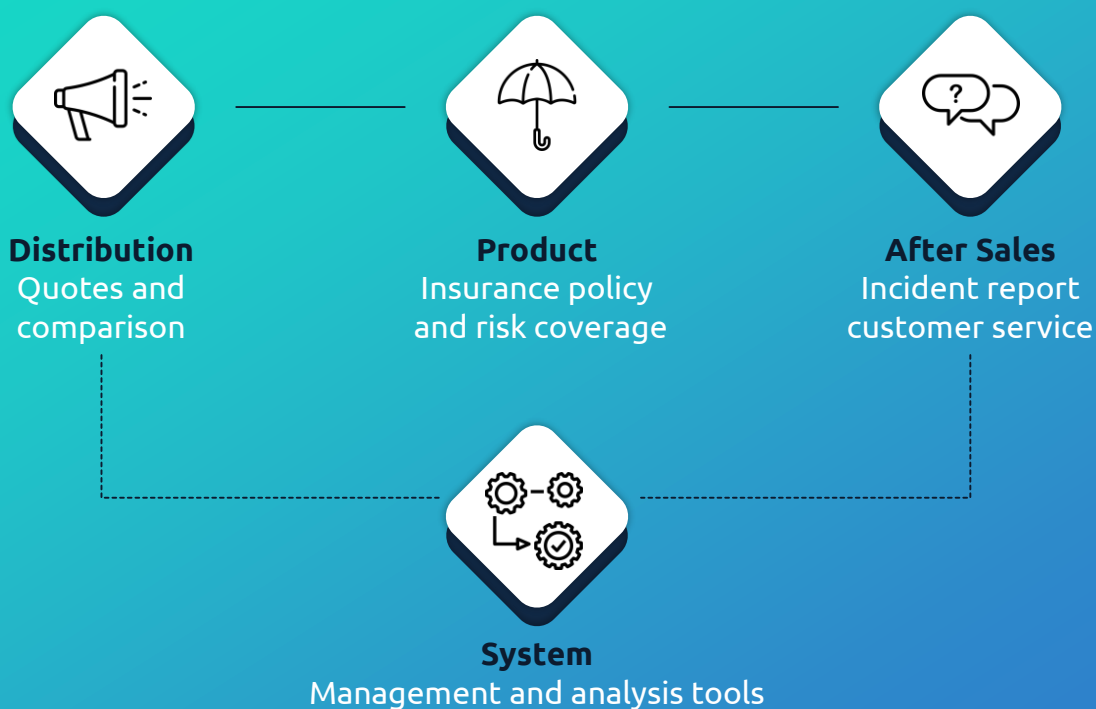 ?
Distribution
Quotes and
comparison
Product
Insurance policy
and risk coverage
After Sales
Incident report
customer service
System
Management and analysis tools